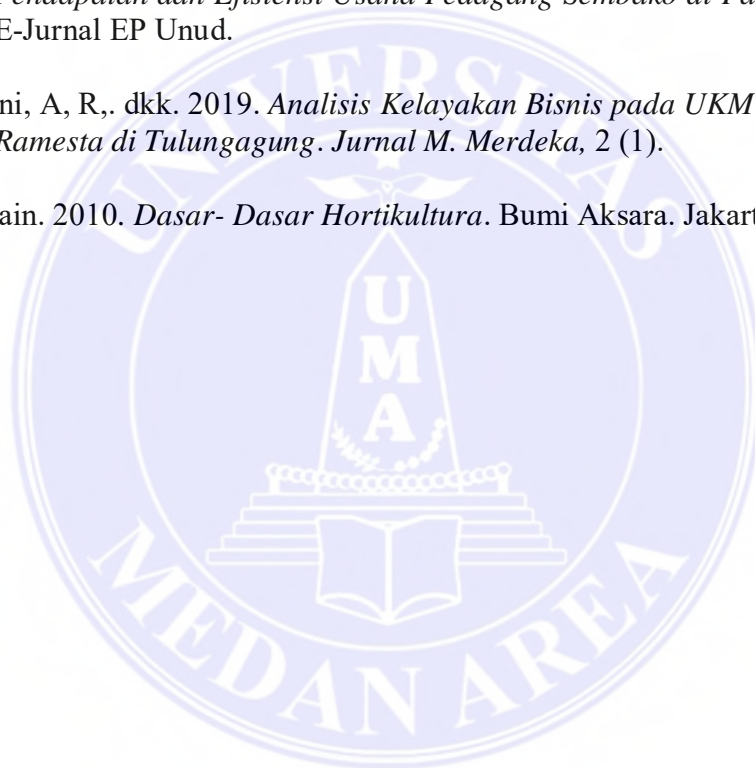 Pendapatan dan Efisiensi Usaha Pedagang Sembako di
E-Jurnal EP Unud.
ni, A, R,. dkk. 2019. Analisis Kelayakan Bisnis pada UKM
Ramesta di Tulungagung. Jurnal M. Merdeka, 2 (1).
ain. 2010. Dasar- Dasar Hortikultura. Bumi Aksara. Jakart
UNIVERSITAS
UMA
MEDAN AREA